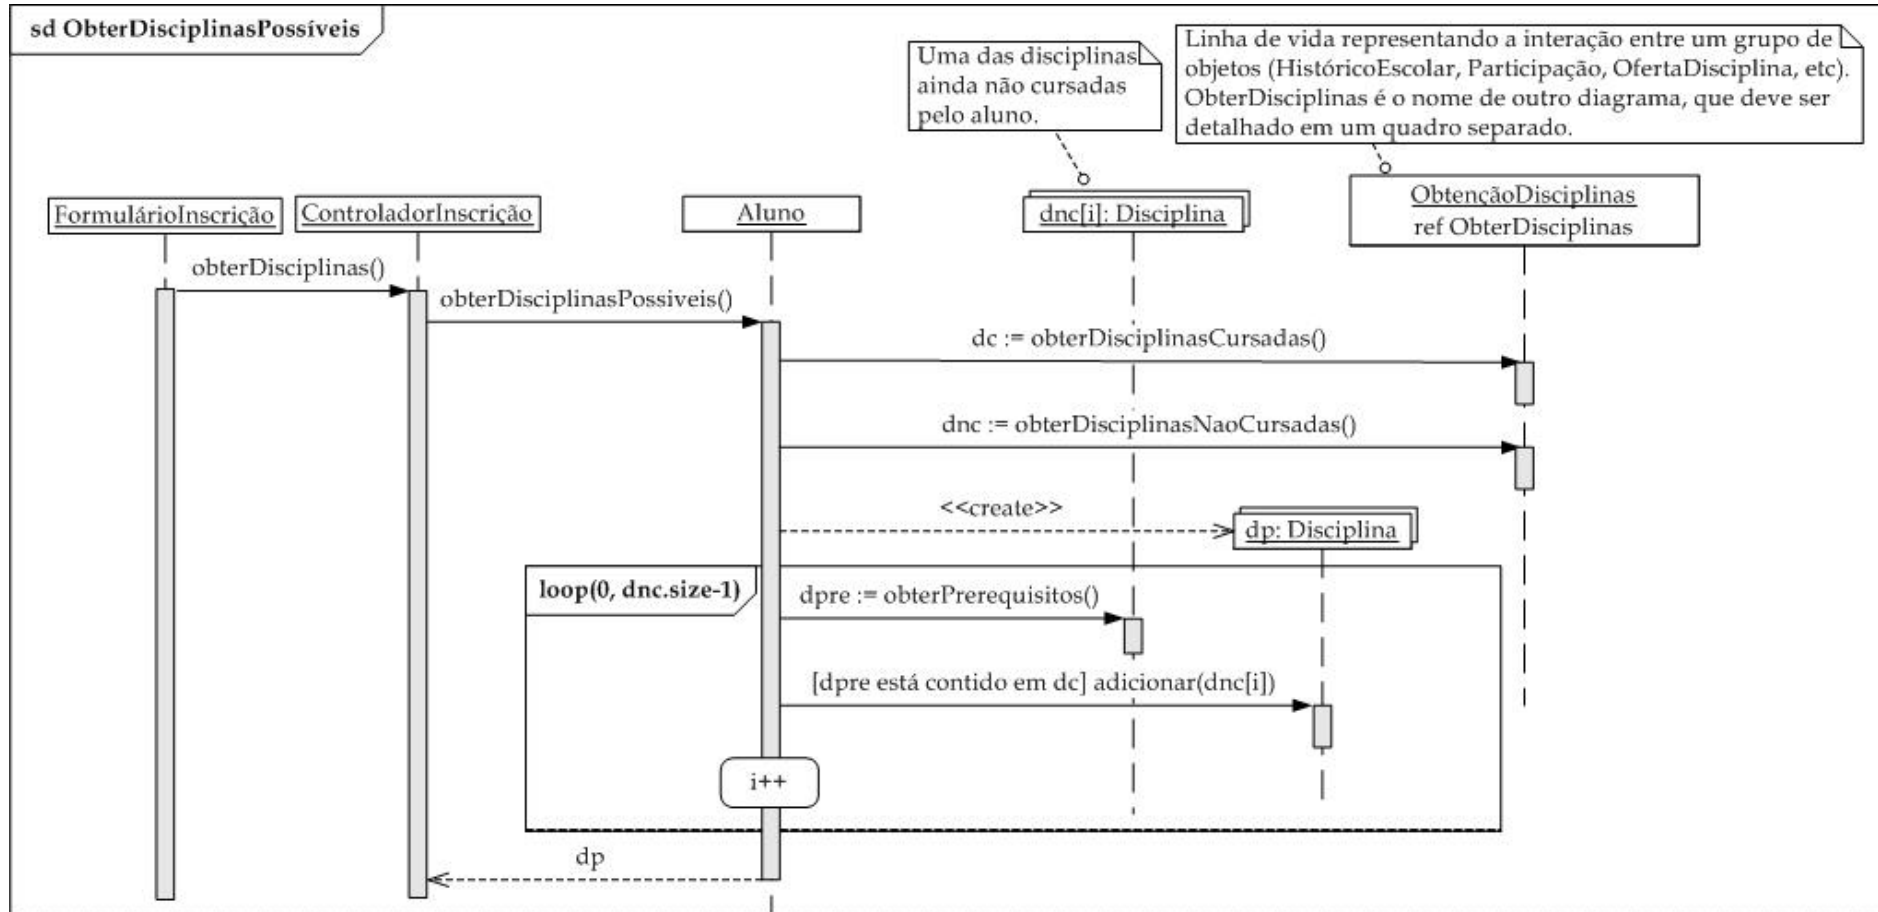 sd ObterDisciplinasPossíveis
Uma das disciplinas
ainda não cursadas
pelo aluno.
Linha de vida representando a interação entre um grupo de
objetos (HistóricoEscolar, Participação, OfertaDisciplina, etc).
ObterDisciplinas é o nome de outro diagrama, que deve ser
detalhado em um quadro separado.
FormulárioInscrição
ControladorInscrição
Aluno
dnc[i]: Disciplina
ObtençãoDisciplinas
ref ObterDisciplinas
obterDisciplinas()
obterDisciplinasPossiveis()
dc := obterDisciplinasCursadas()
dnc := obterDisciplinasNaoCursadas()
<<create>>
dp: Disciplina
loop(0, dnc.size-1)
dpre := obterPrerequisitos()
[dpre está contido em dc] adicionar(dnc[i])
i++
dp